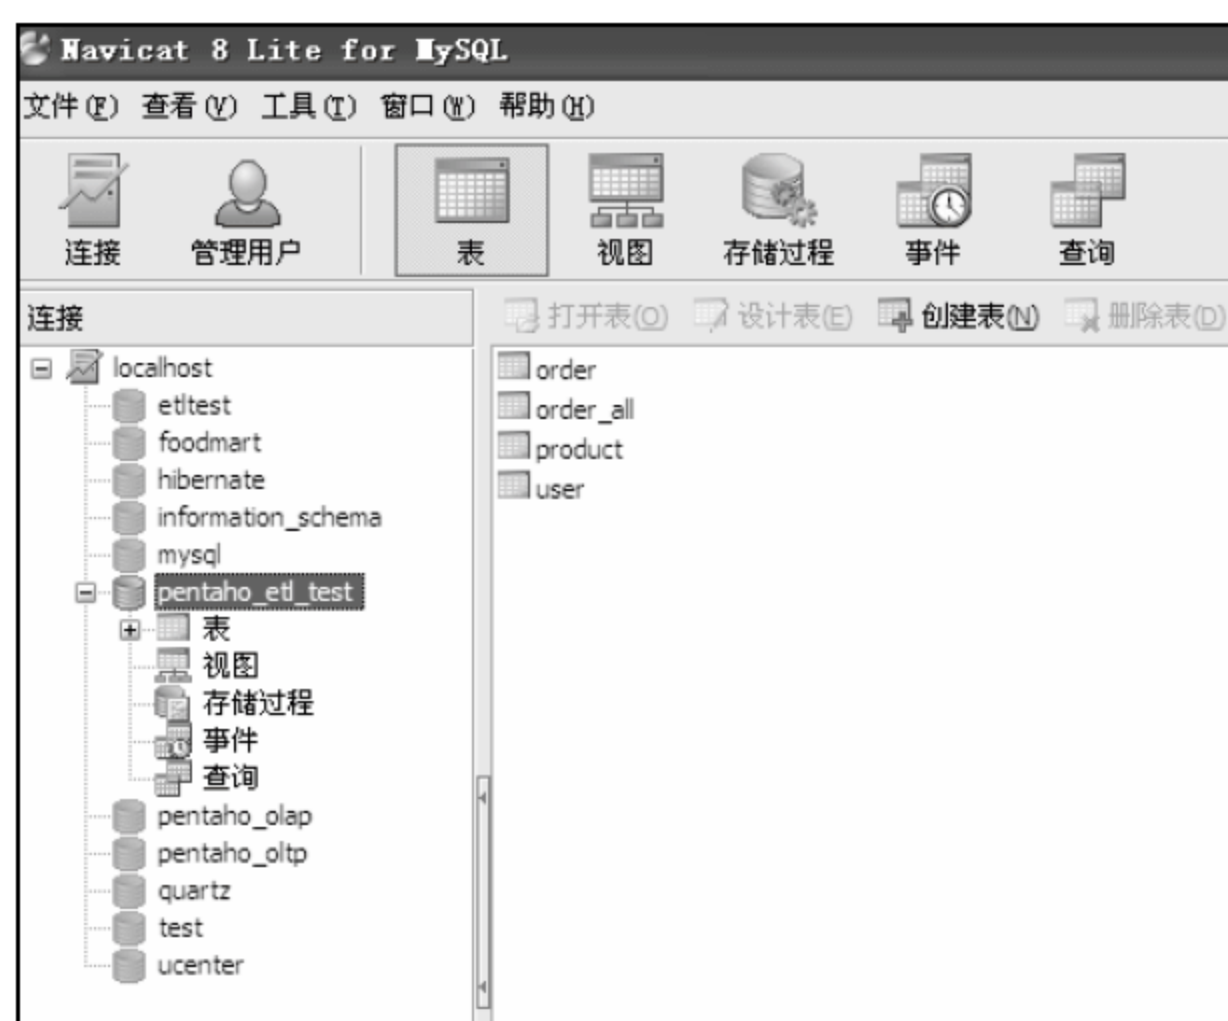 Navicat 8 Lite for MySQL
文件(F) 查看(V) 工具(T) 窗口(W) 帮助(H)
连接 管理用户 表 视图 存储过程 事件 查询
连接
打开表(O) 设计表(E) 创建表(N) 删除表(D)
localhost
etltest
foodmart
hibernate
information_schema
mysql
pentaho_etl_test
表
视图
存储过程
事件
查询
pentaho_olap
pentaho_oltp
quartz
test
ucenter
order
order_all
product
user